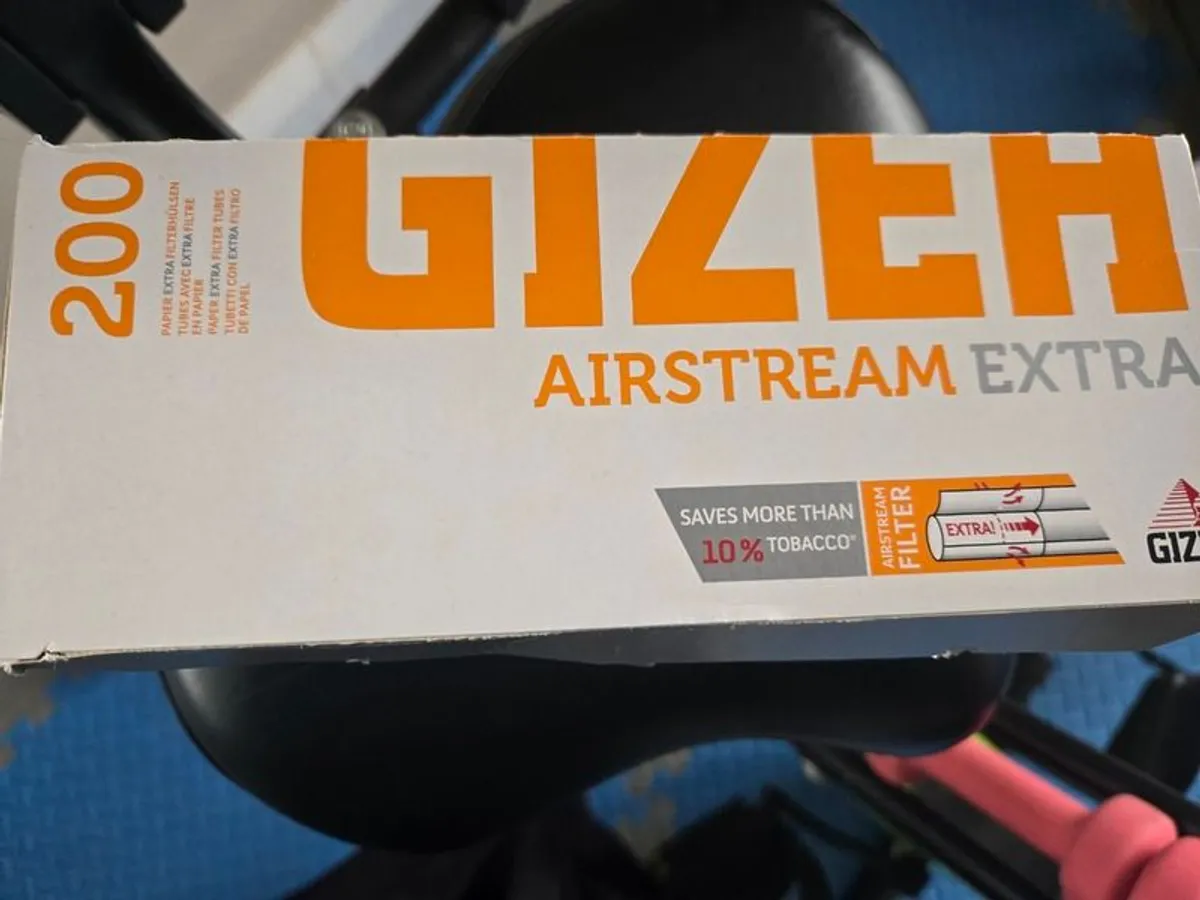 200
PAPIER EXTRA FILTERHÜLSEN
TUBES AVEC EXTRA FILTRE
EN PAPIER
PAPER EXTRA FILTER TUBES
TUBETTI CON EXTRA FILTRO
DE PAPEL
GIZEH
AIRSTREAM EXTRA
SAVES MORE THAN
10% TOBACCO*
AIRSTREAM
FILTER
EXTRA!